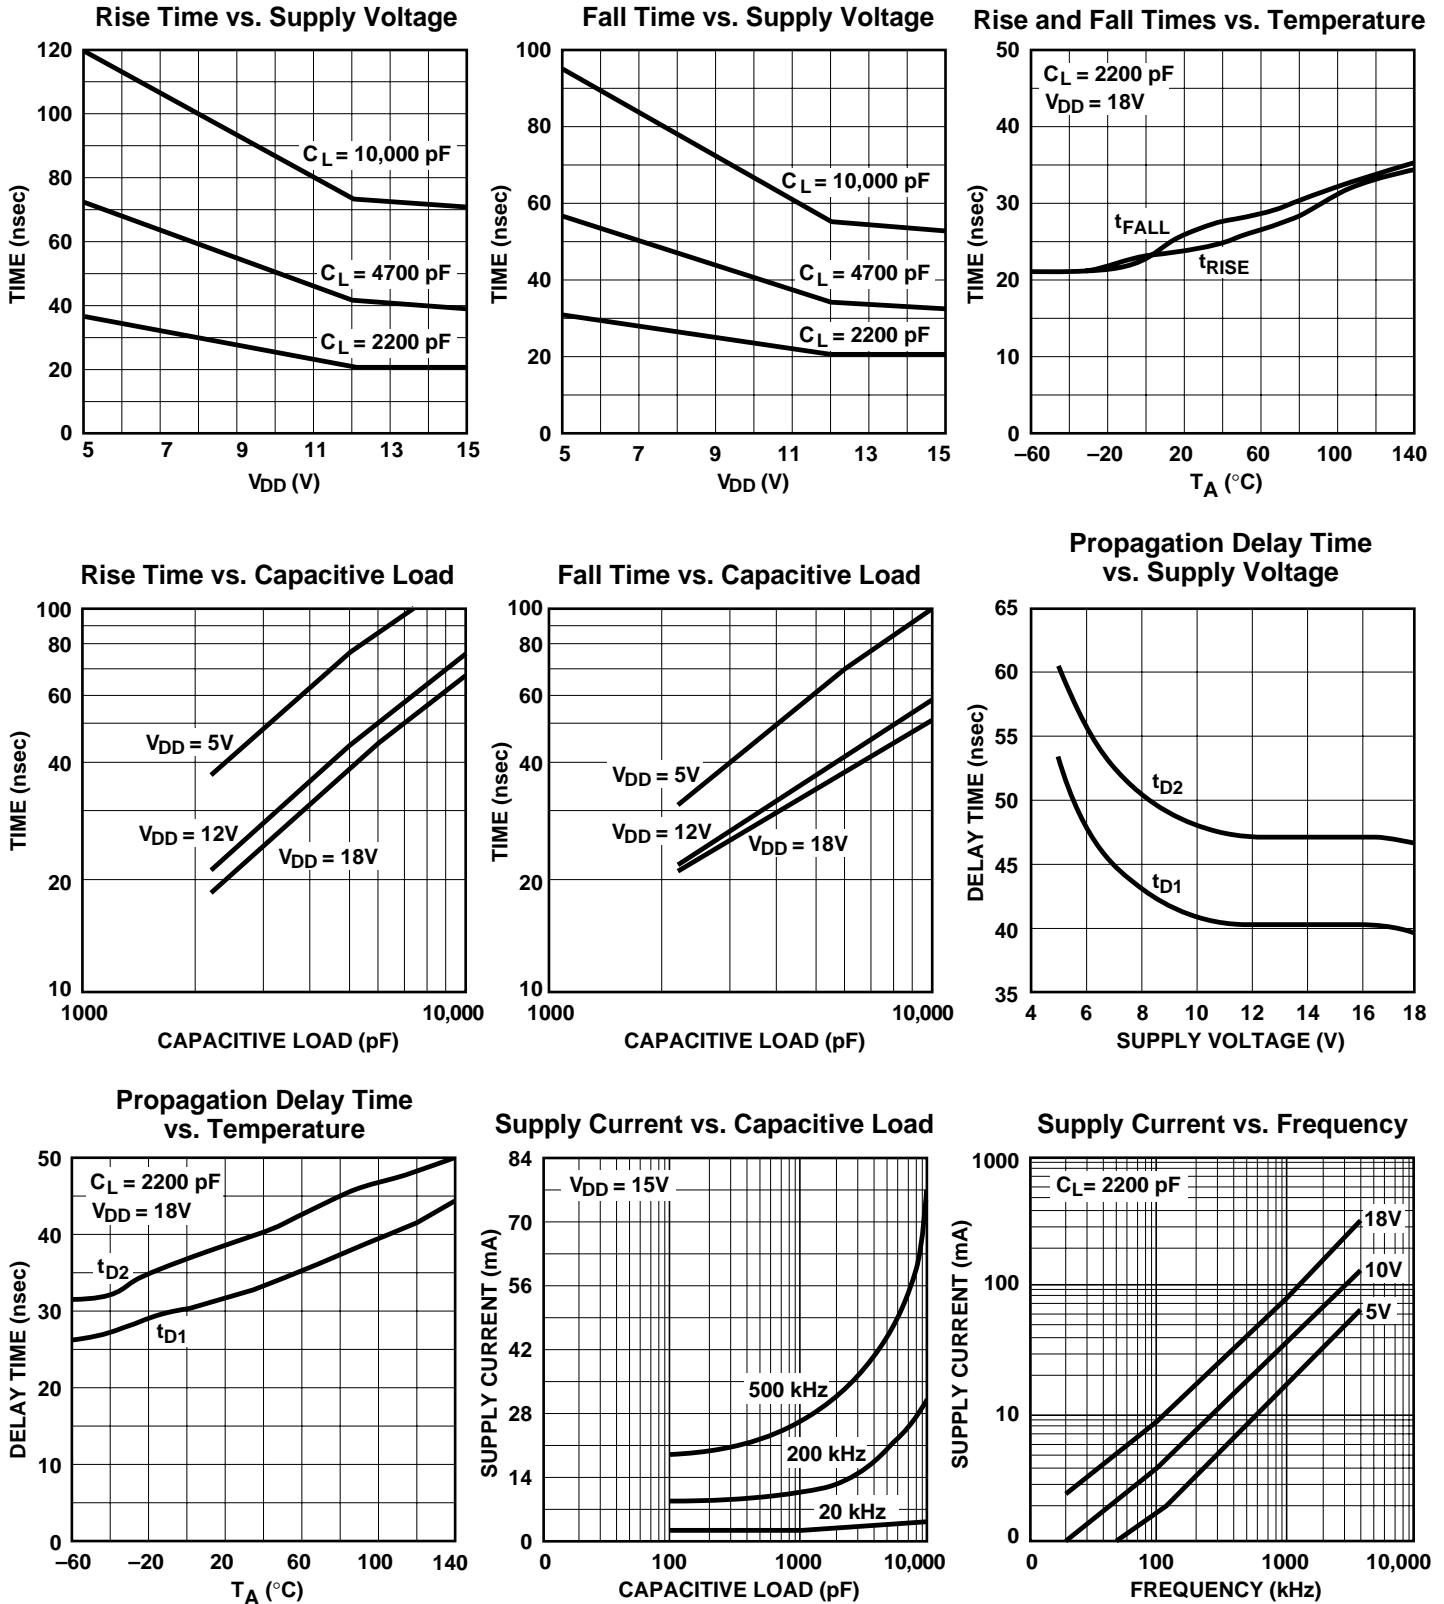 Rise Time vs. Supply Voltage
120
100
80
60
40
20
0
TIME (nsec)
CL = 10,000 pF
CL = 4700 pF
CL = 2200 pF
5 7 9 11 13 15
VDD (V)
Fall Time vs. Supply Voltage
100
80
60
40
20
0
TIME (nsec)
CL = 10,000 pF
CL = 4700 pF
CL = 2200 pF
5 7 9 11 13 15
VDD (V)
Rise and Fall Times vs. Temperature
50
40
30
20
10
0
TIME (nsec)
CL = 2200 pF
VDD = 18V
tFALL
tRISE
–60 –20 20 60 100 140
TA (°C)
Rise Time vs. Capacitive Load
100
80
60
40
20
10
TIME (nsec)
VDD = 5V
VDD = 12V
VDD = 18V
1000 10,000
CAPACITIVE LOAD (pF)
Fall Time vs. Capacitive Load
100
80
60
40
20
10
TIME (nsec)
VDD = 5V
VDD = 12V
VDD = 18V
1000 10,000
CAPACITIVE LOAD (pF)
Propagation Delay Time
vs. Supply Voltage
65
60
55
50
45
40
35
DELAY TIME (nsec)
tD2
tD1
4 6 8 10 12 14 16 18
SUPPLY VOLTAGE (V)
Propagation Delay Time
vs. Temperature
50
40
30
20
10
0
DELAY TIME (nsec)
CL = 2200 pF
VDD = 18V
tD2
tD1
–60 –20 20 60 100 140
TA (°C)
Supply Current vs. Capacitive Load
84
70
56
42
28
14
0
SUPPLY CURRENT (mA)
VDD = 15V
500 kHz
200 kHz
20 kHz
0 100 1000 10,000
CAPACITIVE LOAD (pF)
Supply Current vs. Frequency
1000
100
10
0
SUPPLY CURRENT (mA)
CL= 2200 pF
18V
10V
5V
0 100 1000 10,000
FREQUENCY (kHz)